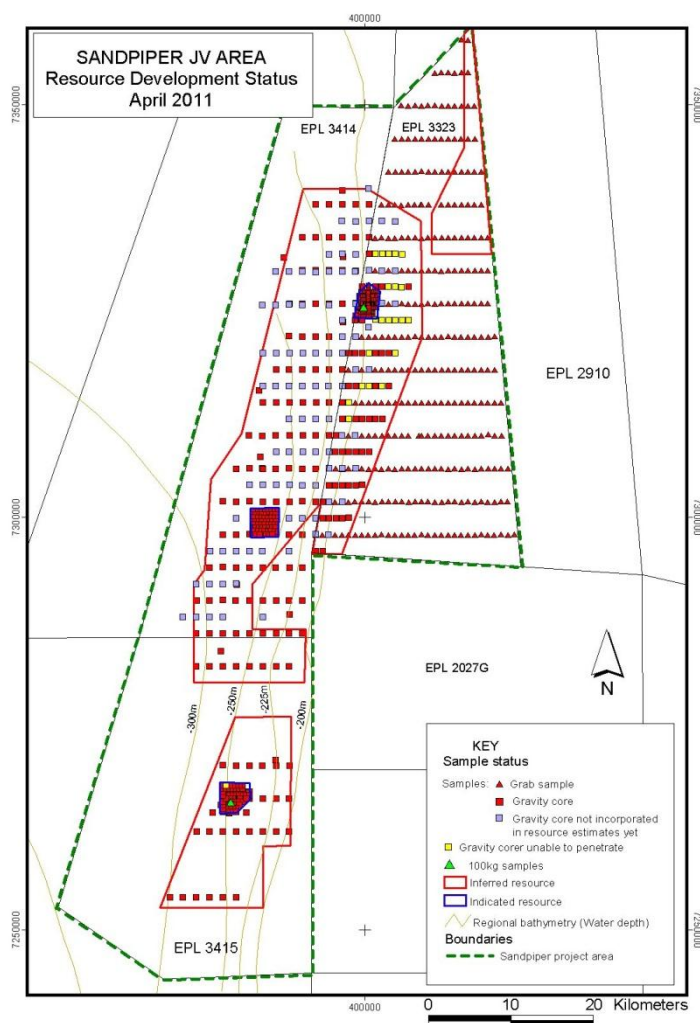 SANDPIPER JV AREA
Resource Development Status
April 2011
400000
7350000
7350000
EPL 3414
EPL 3323
EPL 2910
7300000
7300000
EPL 2027G
N
-300m
-250m
-225m
-200m
KEY
Sample status
Samples:
Grab sample
Gravity core
Gravity core not incorporated
in resource estimates yet
Gravity corer unable to penetrate
100kg samples
Inferred resource
Indicated resource
Regional bathymetry (Water depth)
Boundaries
Sandpiper project area
7250000
7250000
EPL 3415
400000
0 10 20 Kilometers